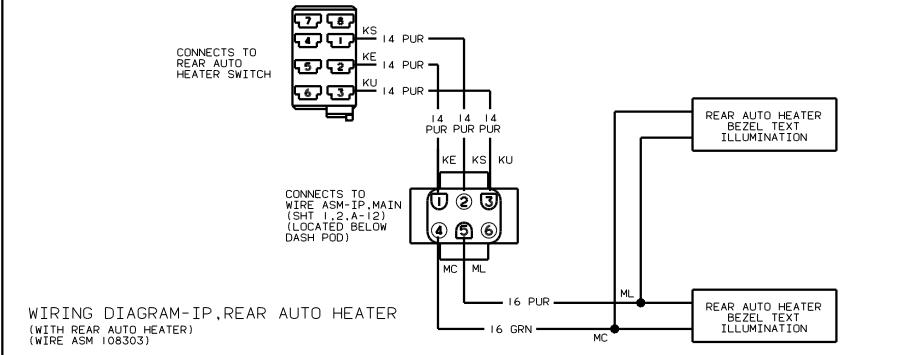 7 8
4 1
5 2
6 3
KS
14 PUR
KE
14 PUR
KU
14 PUR
CONNECTS TO
REAR AUTO
HEATER SWITCH
14 14 14
PUR PUR PUR
KE KS KU
REAR AUTO HEATER
BEZEL TEXT
ILLUMINATION
CONNECTS TO
WIRE ASM-IP,MAIN
(SHT 1,2,A-12)
(LOCATED BELOW
DASH POD)
1 2 3
4 5 6
MC ML
16 PUR
ML
16 GRN
MC
REAR AUTO HEATER
BEZEL TEXT
ILLUMINATION
WIRING DIAGRAM-IP,REAR AUTO HEATER
(WITH REAR AUTO HEATER)
(WIRE ASM 108303)